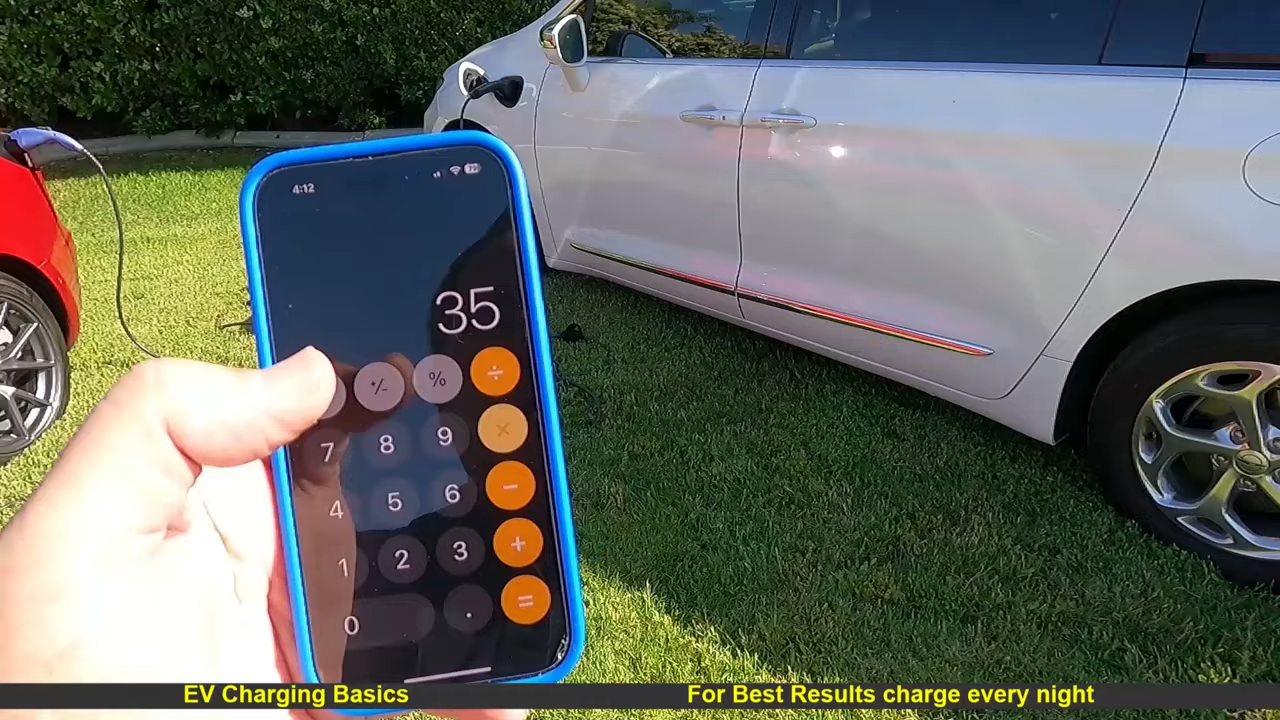 4:12
79
35
+/- % ÷
7 8 9 ×
4 5 6 −
1 2 3 +
0 . =
EV Charging Basics
For Best Results charge every night